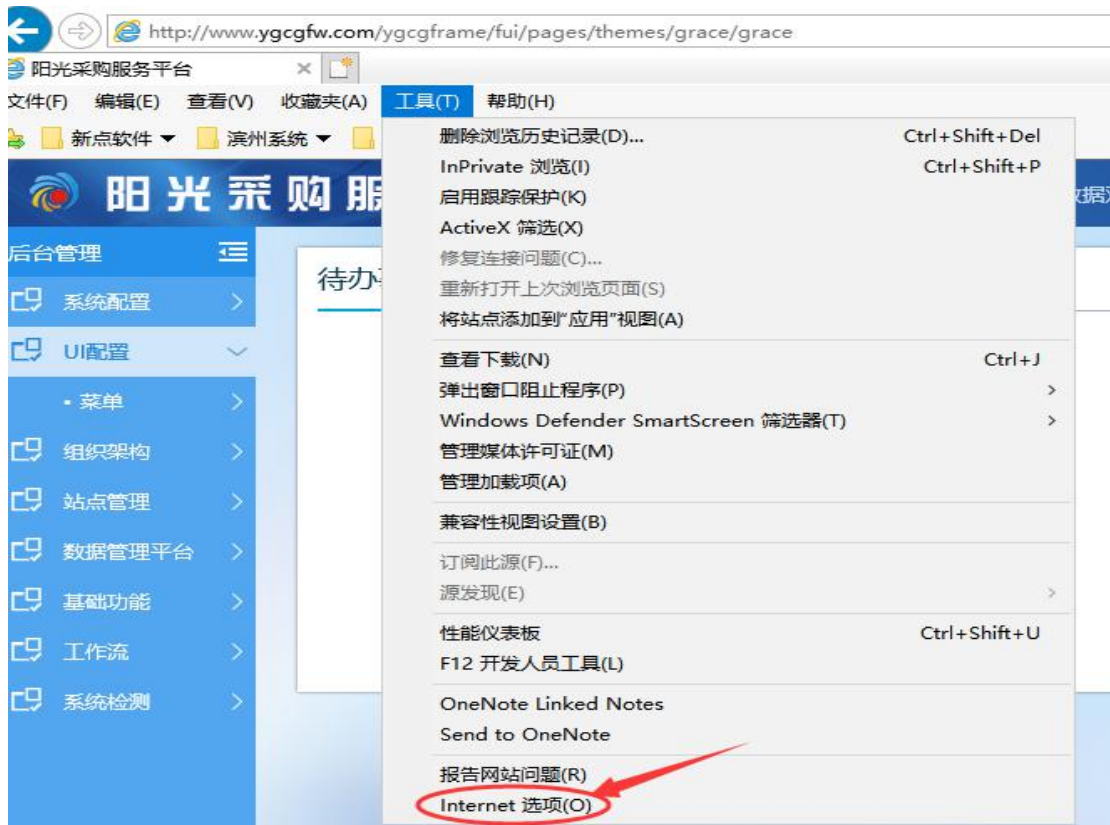 http://www.ygcgfw.com/ygcgframe/fui/pages/themes/grace/grace
阳光采购服务平台
文件(F) 编辑(E) 查看(V) 收藏夹(A) 工具(T) 帮助(H)
新点软件 滨州系统
阳光采购服
后台管理
系统配置
UI配置
菜单
组织架构
站点管理
数据管理平台
基础功能
工作流
系统检测
待办
删除浏览历史记录(D)... Ctrl+Shift+Del
InPrivate 浏览(I) Ctrl+Shift+P
启用跟踪保护(K)
ActiveX 筛选(X)
修复连接问题(C)...
重新打开上次浏览页面(S)
将站点添加到“应用”视图(A)
查看下载(N) Ctrl+J
弹出窗口阻止程序(P)
Windows Defender SmartScreen 筛选器(T)
管理媒体许可证(M)
管理加载项(A)
兼容性视图设置(B)
订阅此源(F)...
源发现(E)
性能仪表板 Ctrl+Shift+U
F12 开发人员工具(L)
OneNote Linked Notes
Send to OneNote
报告网站问题(R)
Internet 选项(O)